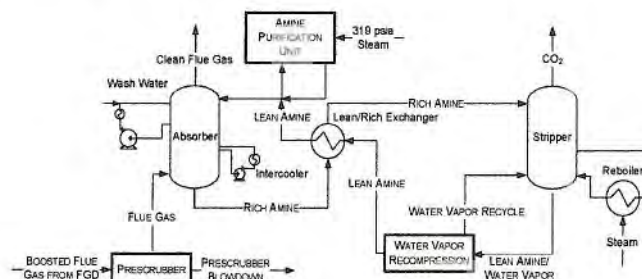 AMINE
PURIFICATION
UNIT
319 psia
Steam
Clean Flue Gas
CO2
Wash Water
LEAN AMINE
RICH AMINE
Lean/Rich Exchanger
Absorber
Stripper
Intercooler
LEAN AMINE
Reboiler
FLUE GAS
RICH AMINE
WATER VAPOR RECYCLE
Steam
BOOSTED FLUE
GAS FROM FGD
PRESCRUBBER
PRESCRUBBER
BLOWDOWN
WATER VAPOR
RECOMPRESSION
LEAN AMINE/
WATER VAPOR